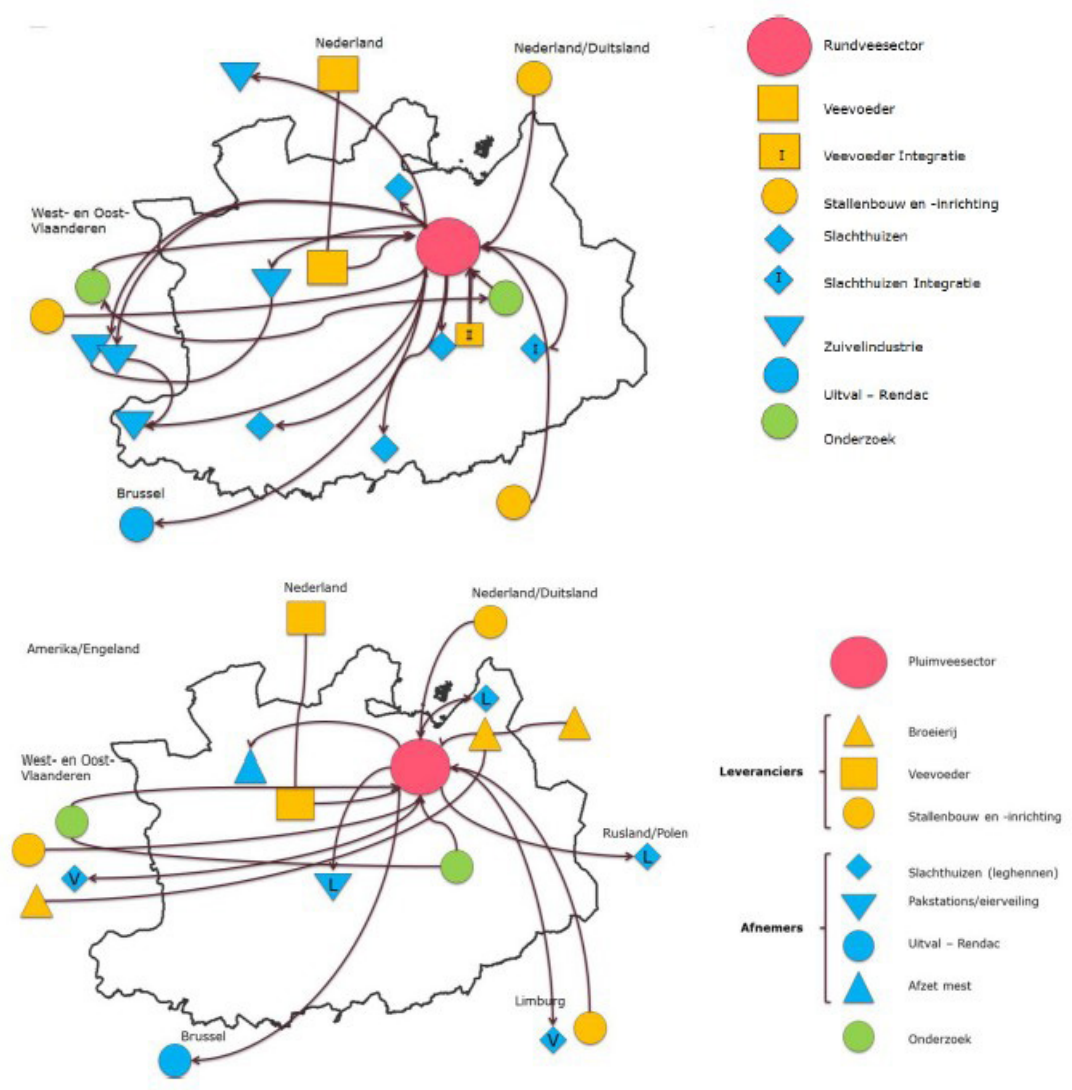 Nederland
Nederland/Duitsland
West- en Oost-
Vlaanderen
I
I
Brussel
Rundveesector
Veevoeder
I
Veevoeder Integratie
Stallenbouw en -inrichting
Slachthuizen
I
Slachthuizen Integratie
Zuivelindustrie
Uitval – Rendac
Onderzoek
Nederland
Nederland/Duitsland
Amerika/Engeland
L
West- en Oost-
Vlaanderen
Rusland/Polen
L
V
L
Limburg
V
Brussel
Pluimveesector
Leveranciers
Broeierij
Veevoeder
Stallenbouw en -inrichting
Afnemers
Slachthuizen (leghennen)
Pakstations/eierveiling
Uitval – Rendac
Afzet mest
Onderzoek